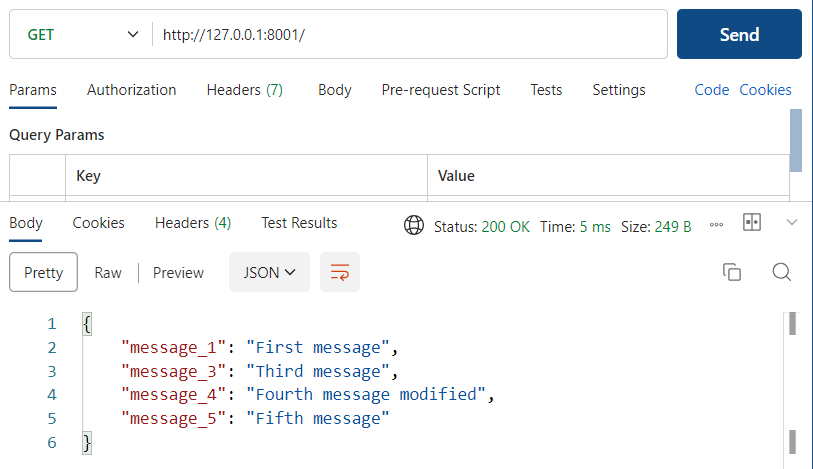 GET http://127.0.0.1:8001/ Send
Params Authorization Headers (7) Body Pre-request Script Tests Settings Code Cookies
Query Params
Key Value
Body Cookies Headers (4) Test Results Status: 200 OK Time: 5 ms Size: 249 B
Pretty Raw Preview JSON
1 {
2 "message_1": "First message",
3 "message_3": "Third message",
4 "message_4": "Fourth message modified",
5 "message_5": "Fifth message"
6 }